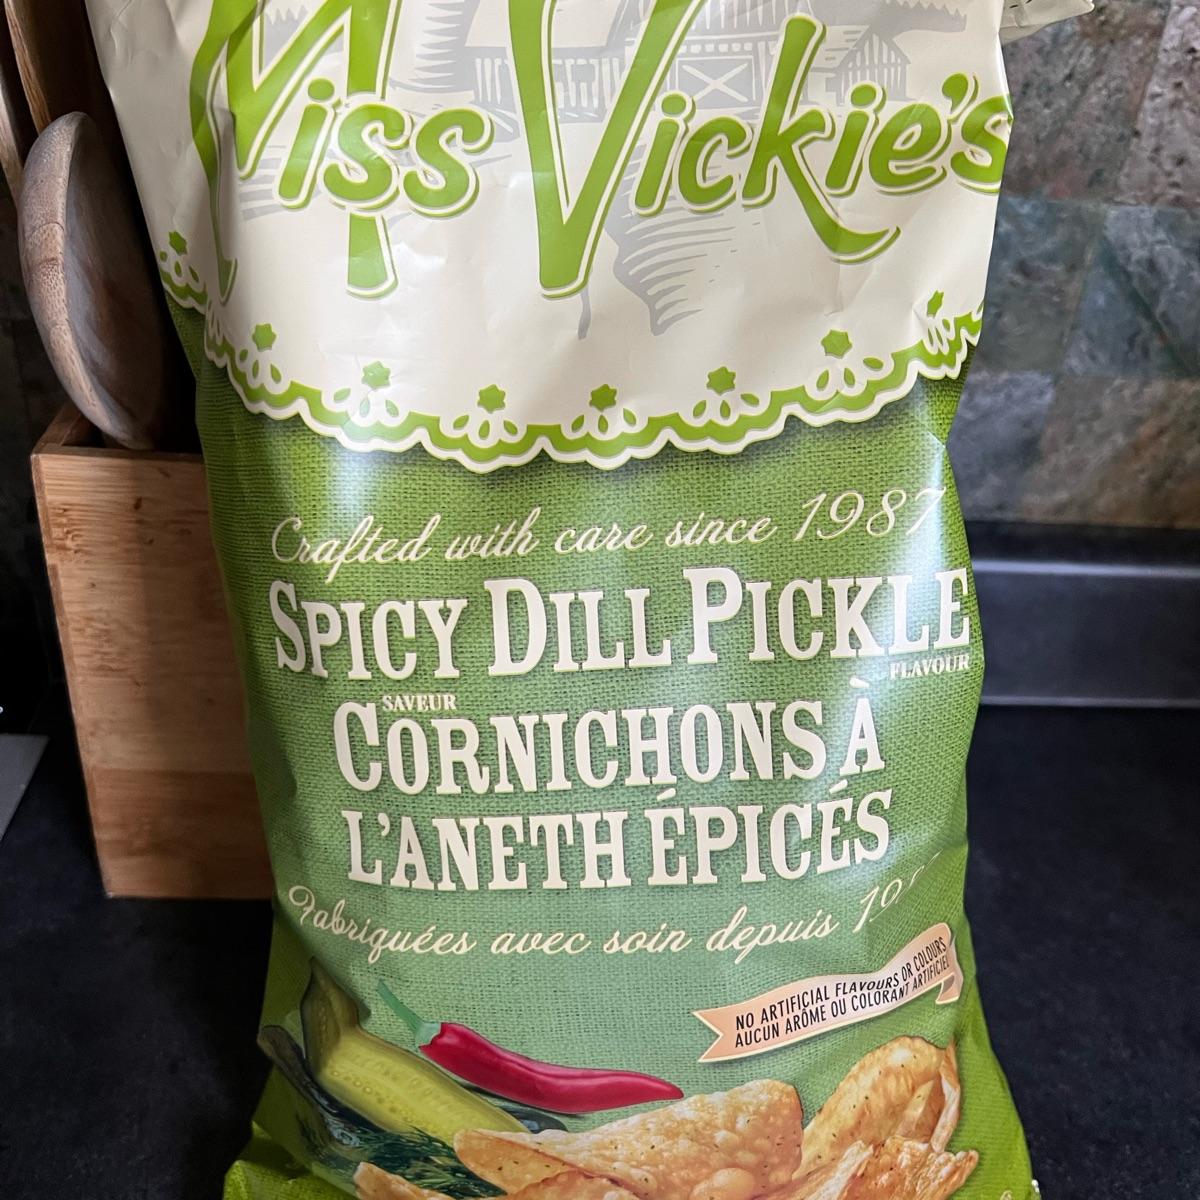 Miss Vickie's
Crafted with care since 1987
SPICY DILL PICKLE
FLAVOUR
SAVEUR
CORNICHONS À
L'ANETH ÉPICÉS
Fabriquées avec soin depuis
NO ARTIFICIAL FLAVOURS OR COLOURS
AUCUN ARÔME OU COLORANT ARTIFICIEL